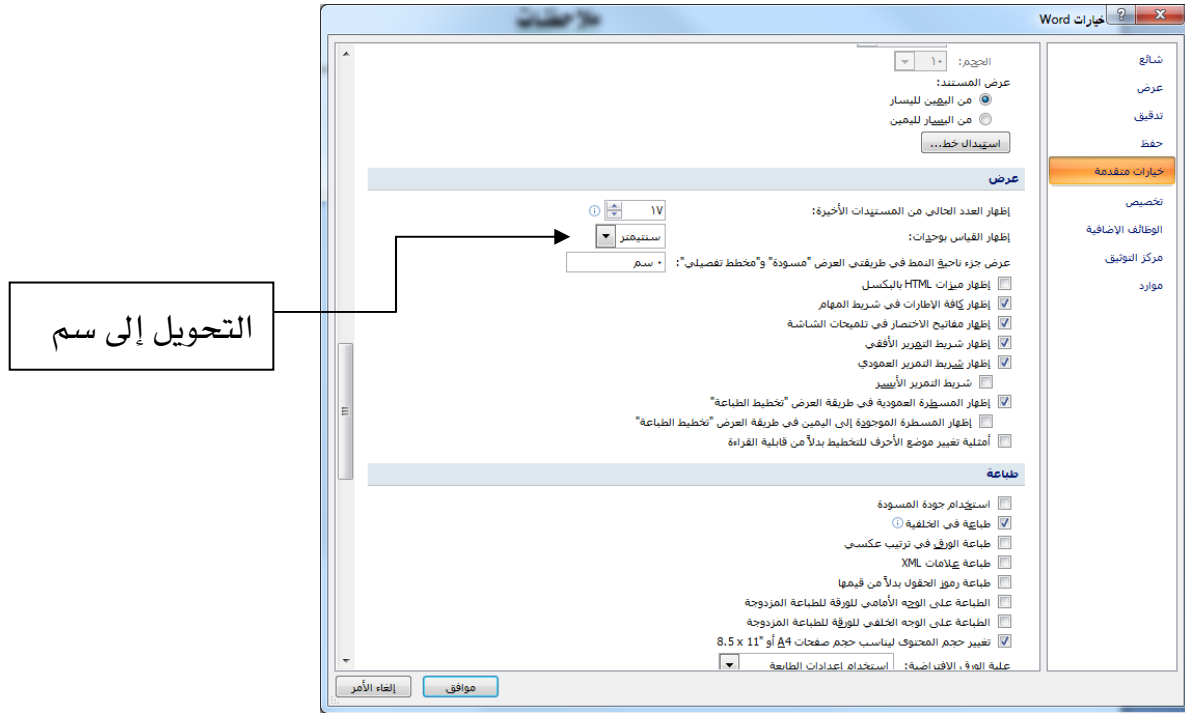 خيارات Word
ملاحظات
شائع
عرض
تدقيق
حفظ
خيارات متقدمة
تخصيص
الوظائف الإضافية
مركز التوثيق
موارد
الحجم: ١٠
عرض المستند:
من اليمين لليسار
من اليسار لليمين
استبدال خط...
عرض
إظهار العدد الحالي من المستندات الأخيرة: ١٧
إظهار القياس بوحدات: سنتيمتر
عرض جزء ناحية النمط في طريقتي العرض "مسودة" و"مخطط تفصيلي": ٠ سم
إظهار ميزات HTML بالبكسل
إظهار كافة الإطارات في شريط المهام
إظهار مفاتيح الاختصار في تلميحات الشاشة
إظهار شريط التمرير الأفقي
إظهار شريط التمرير العمودي
شريط التمرير الأيسر
إظهار المسطرة العمودية في طريقة العرض "تخطيط الطباعة"
إظهار المسطرة الموجودة إلى اليمين في طريقة العرض "تخطيط الطباعة"
أمثلية تغيير موضع الأحرف للتخطيط بدلاً من قابلية القراءة
طباعة
استخدام جودة المسودة
طباعة في الخلفية
طباعة الورق في ترتيب عكسي
طباعة علامات XML
طباعة رموز الحقول بدلاً من قيمها
الطباعة على الوجه الأمامي للورقة للطباعة المزدوجة
الطباعة على الوجه الخلفي للورقة للطباعة المزدوجة
تغيير حجم المحتوى ليناسب حجم صفحات A4 أو "11 x 8.5
علبة الورق الافتراضية: استخدام إعدادات الطابعة
موافق
إلغاء الأمر
التحويل إلى سم